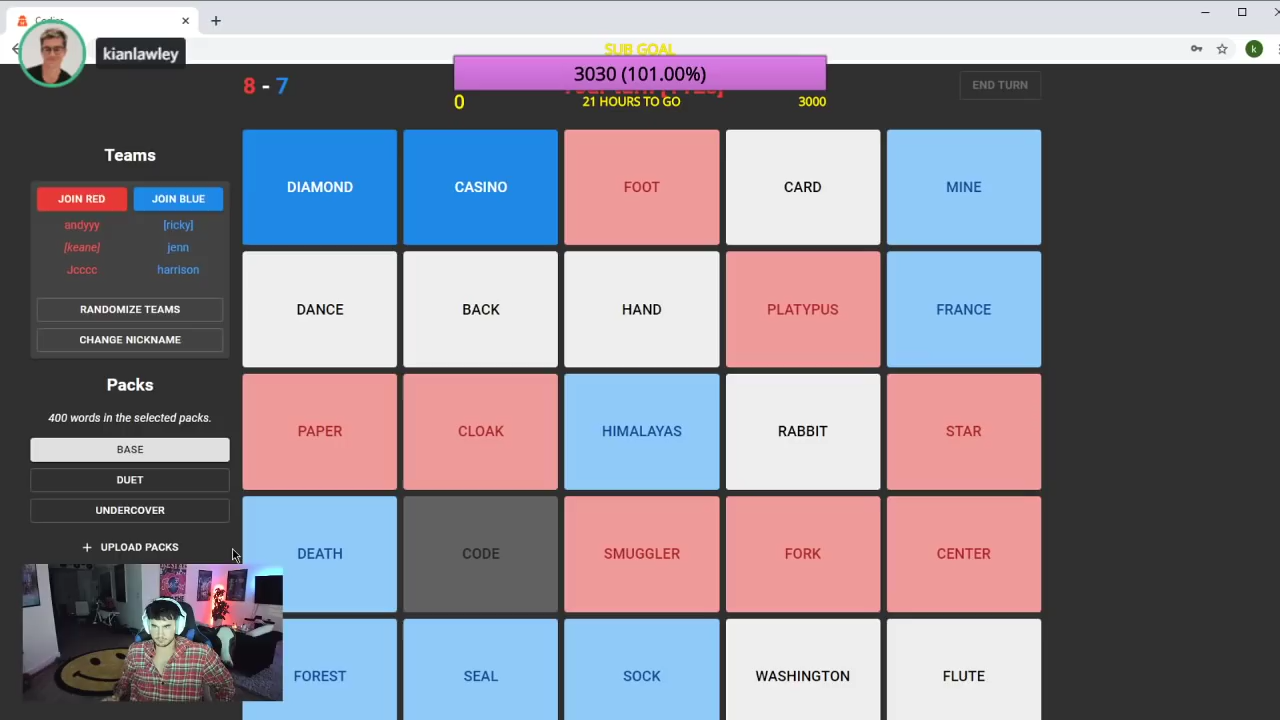 Codies
kianlawley
SUB GOAL
3030 (101.00%)
0
21 HOURS TO GO
3000
8 - 7
END TURN
Teams
JOIN RED
JOIN BLUE
andyyy
[ricky]
[keane]
jenn
Jcccc
harrison
RANDOMIZE TEAMS
CHANGE NICKNAME
Packs
400 words in the selected packs.
BASE
DUET
UNDERCOVER
+ UPLOAD PACKS
DIAMOND
CASINO
FOOT
CARD
MINE
DANCE
BACK
HAND
PLATYPUS
FRANCE
PAPER
CLOAK
HIMALAYAS
RABBIT
STAR
DEATH
CODE
SMUGGLER
FORK
CENTER
FOREST
SEAL
SOCK
WASHINGTON
FLUTE
k